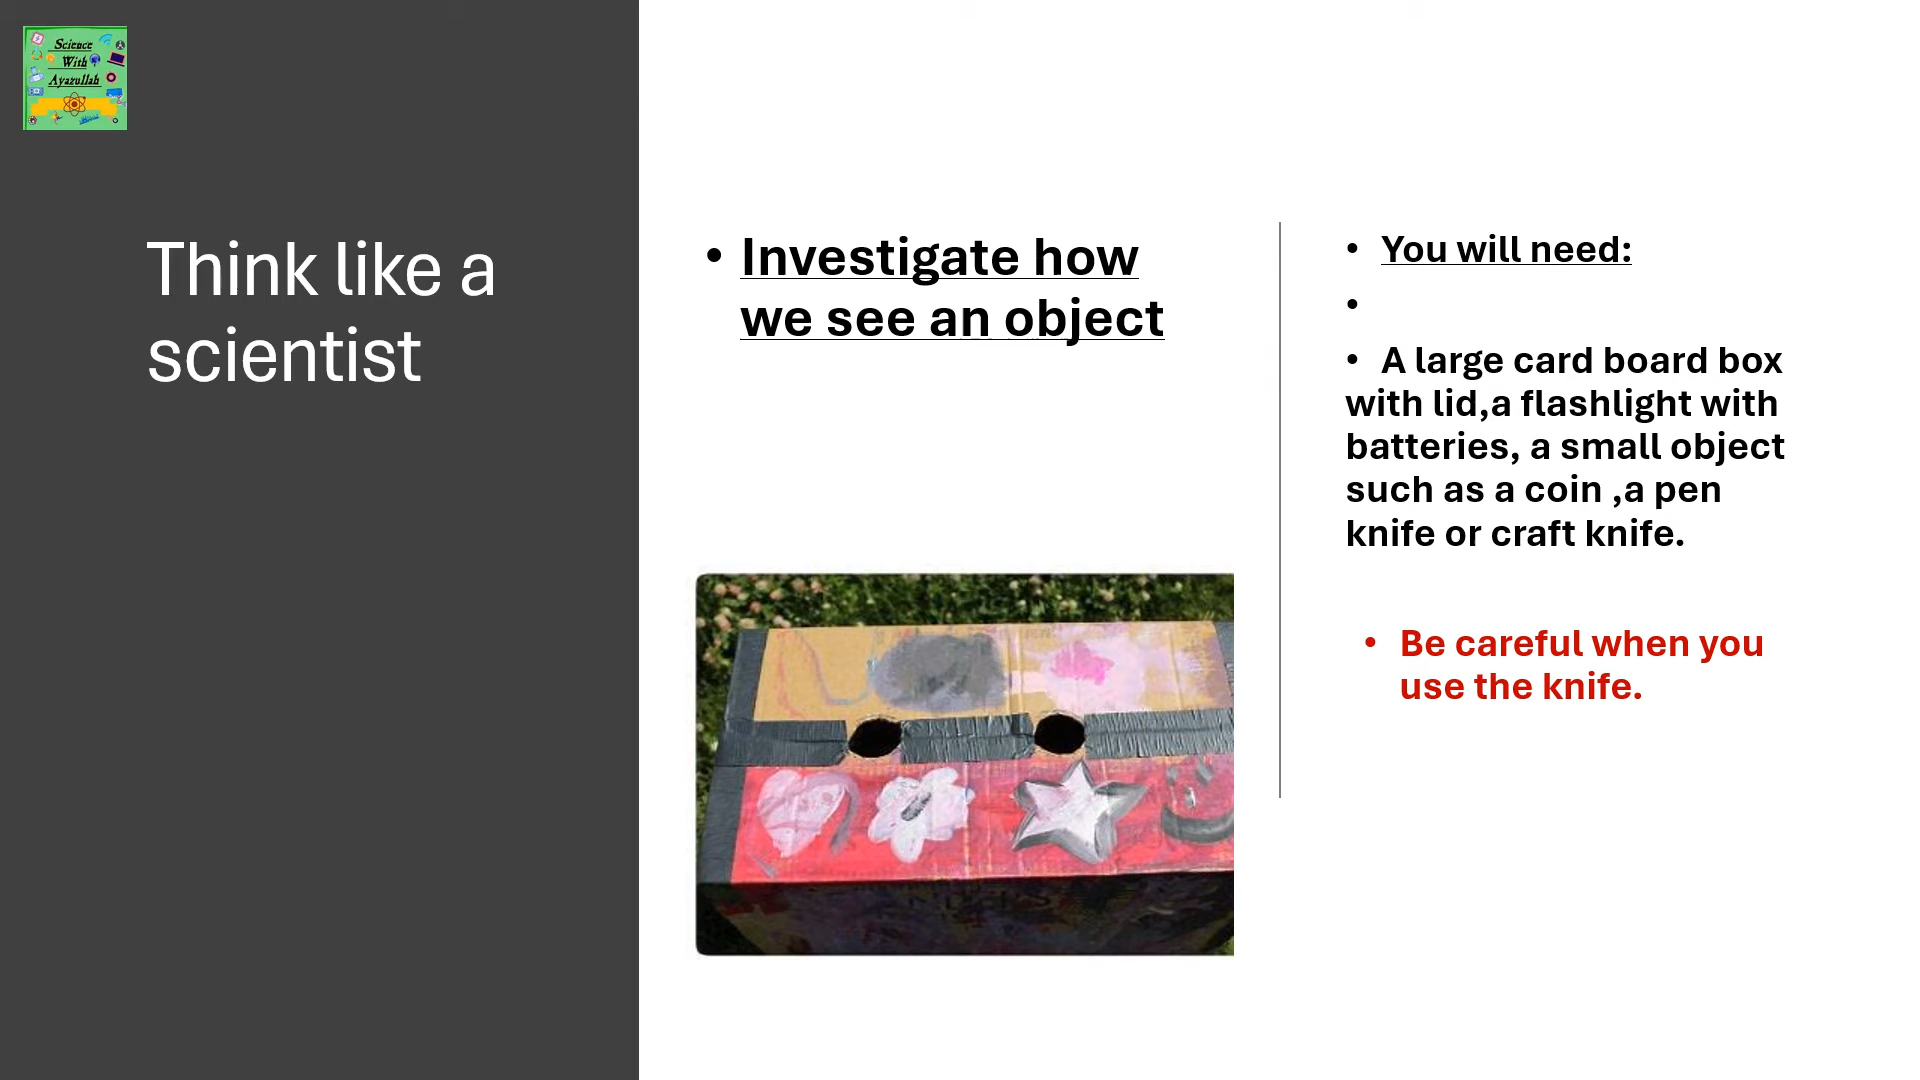 Science
With
Ayazullah
Think like a
scientist
• Investigate how
we see an object
• You will need:
•
• A large card board box
with lid,a flashlight with
batteries, a small object
such as a coin ,a pen
knife or craft knife.
• Be careful when you
use the knife.